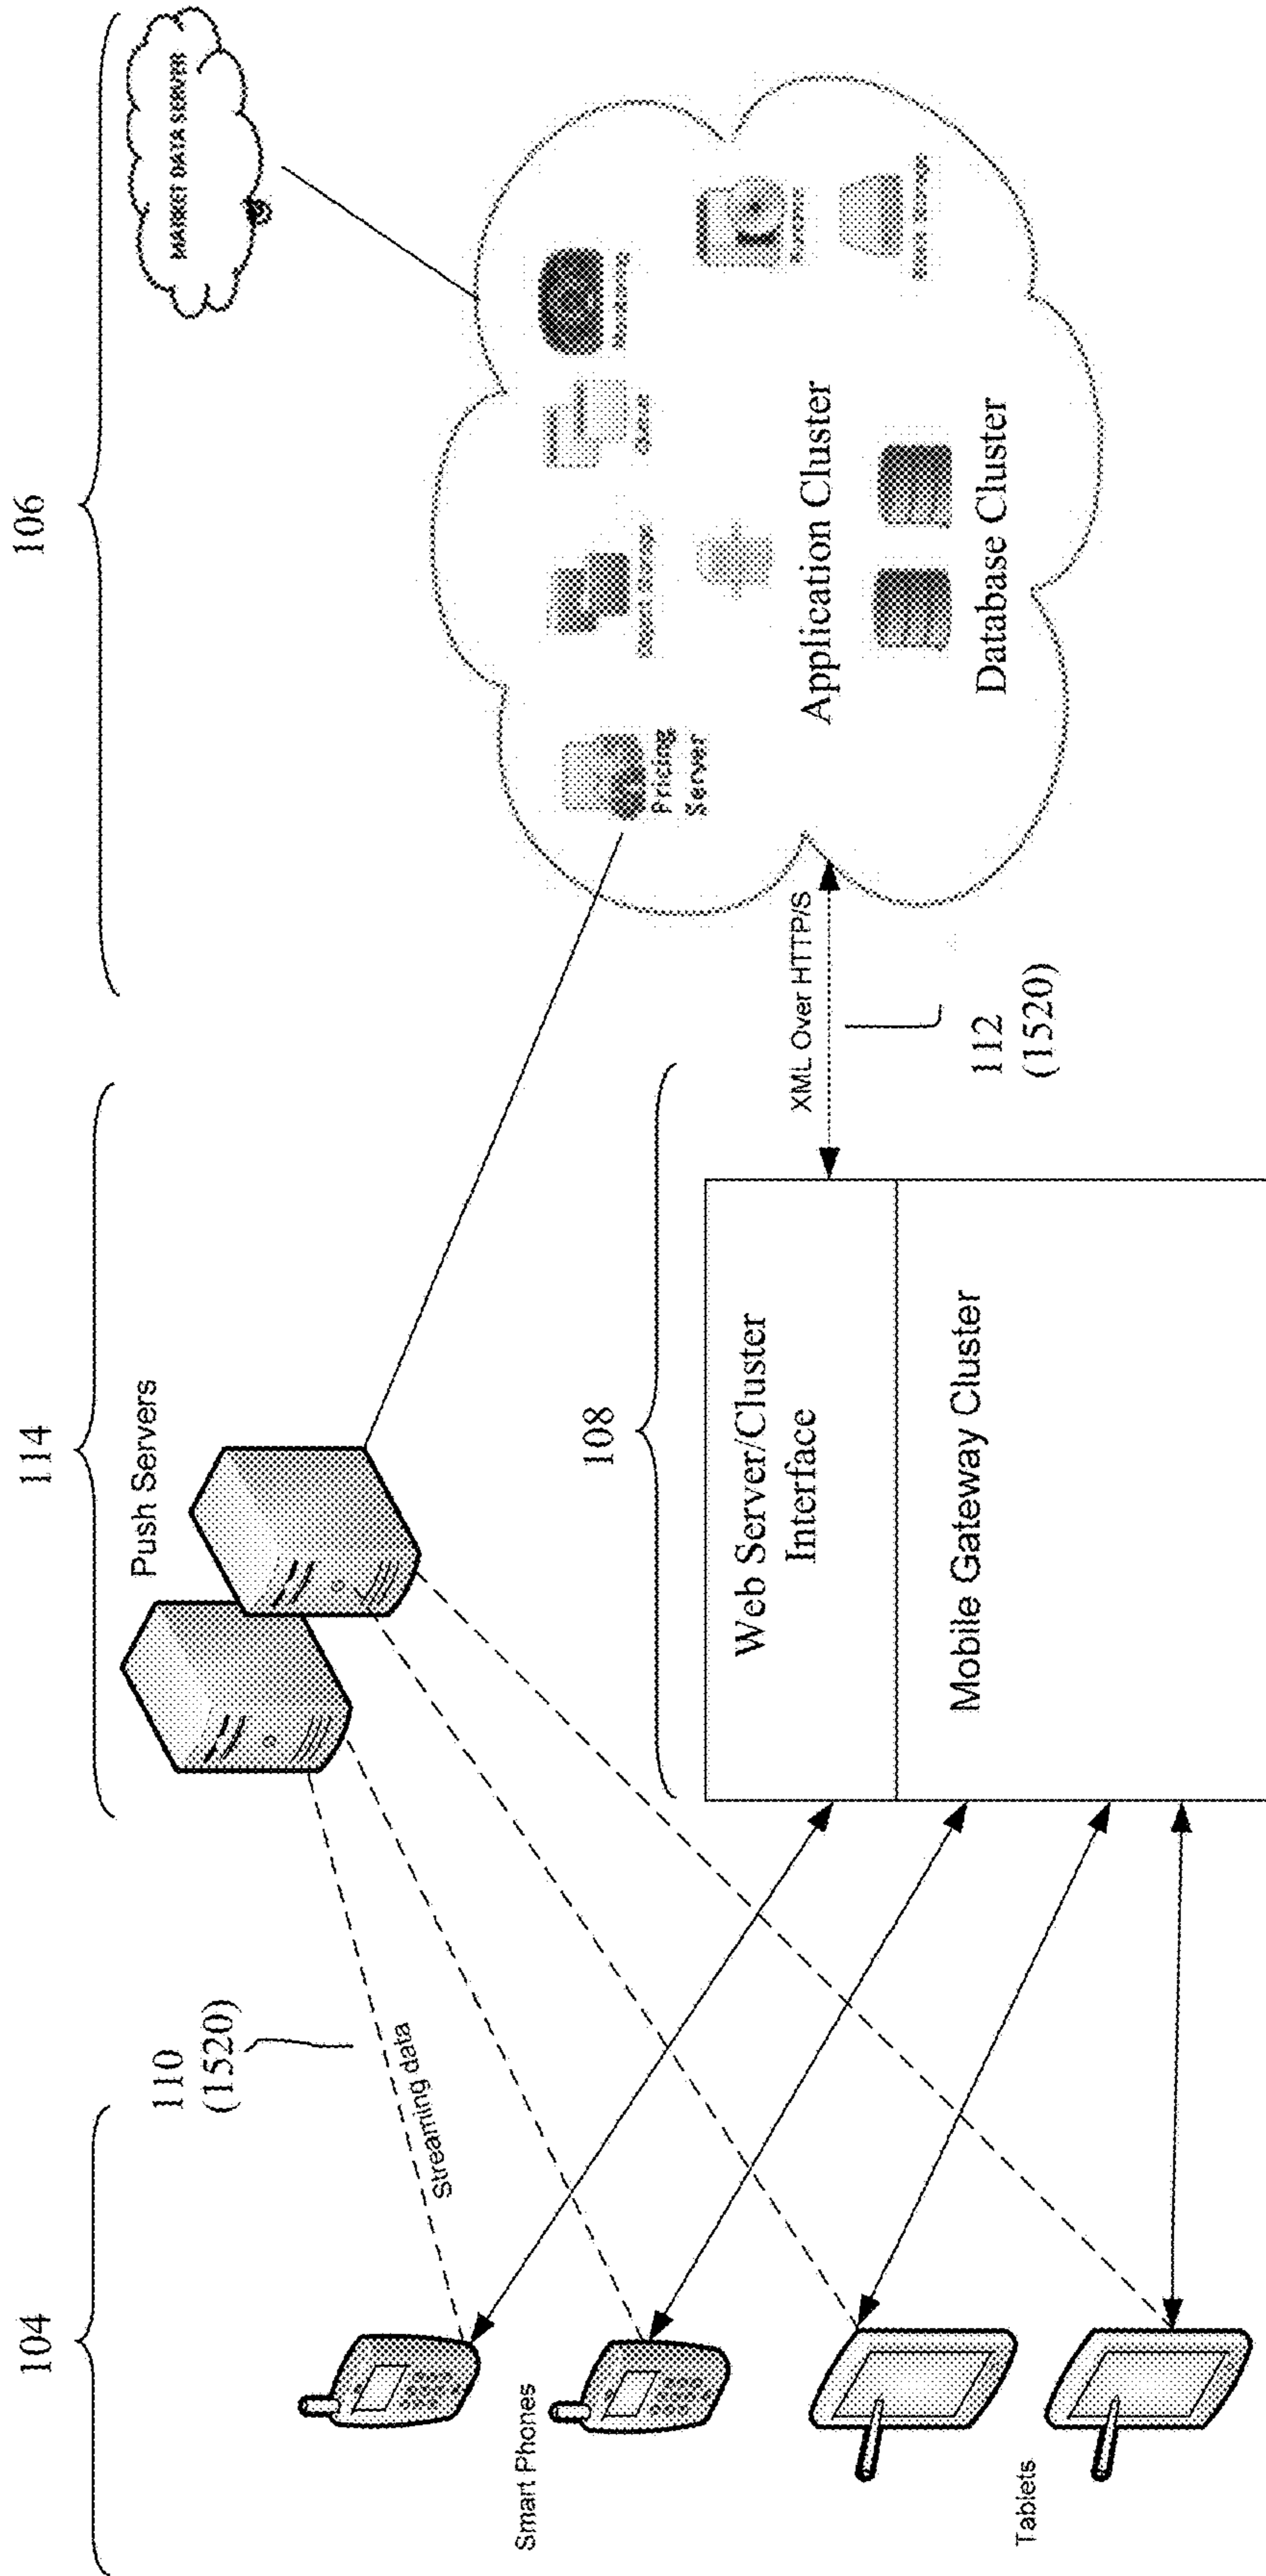 104
114
106
Push Servers
MARKET DATA SERVER
110
(1520)
Streaming data
Smart Phones
Tablets
108
Web Server/Cluster
Interface
Mobile Gateway Cluster
XML Over HTTP/S
112
(1520)
Pricing
Server
Application Cluster
Database Cluster